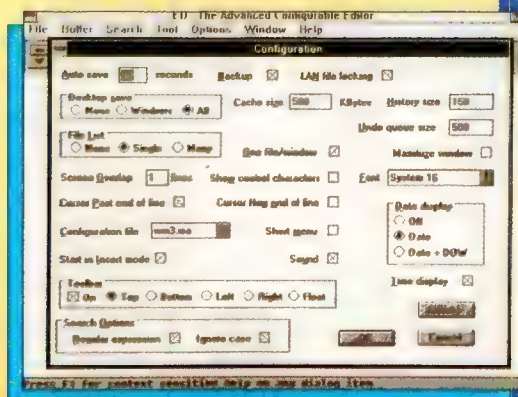 ED - The Advanced Configurable Editor
File Buffer Search Tool Options Window Help
Configuration
Auto save seconds Backup LAN file locking
Desktop save
None Windows All
Cache size 500 KBytes History size 150
Undo queue size 500
File List
None Single Many
One file/window Maximize window
Screen Overlap 1 lines Show control characters Font System 16
Cursor Past end of line Cursor Hug end of line
Date display
Off
Date
Date + DOW
Configuration file Short menu
Start in Insert mode Sound
Time display
Toolbar
On Top Bottom Left Right Float
Search Options
Regular expression Ignore case
Cancel
Press F1 for context sensitive help on any dialog item